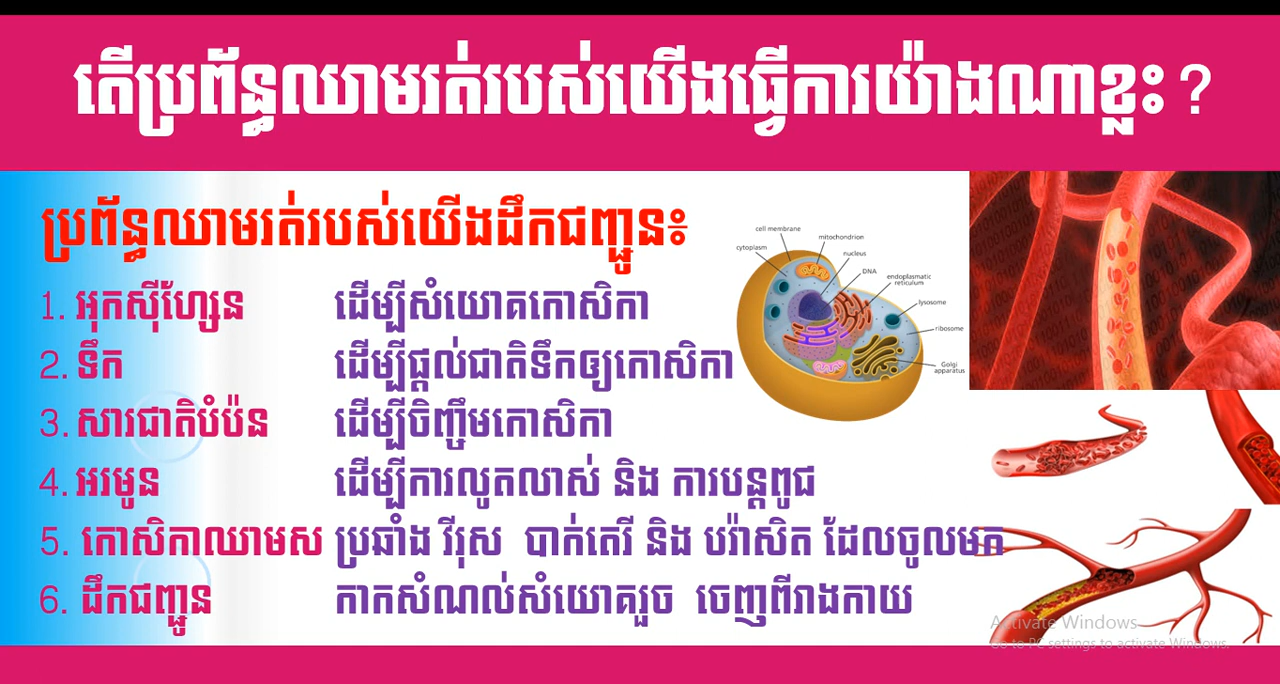 តើប្រព័ន្ធឈាមរត់របស់យើងធ្វើការយ៉ាងណាខ្លះ ?
ប្រព័ន្ធឈាមរត់របស់យើងដឹកជញ្ជូន៖
1. អុកស៊ីហ្សែន ដើម្បីសំយោគកោសិកា
2. ទឹក ដើម្បីផ្តល់ជាតិទឹកឲ្យកោសិកា
3. សារជាតិបំប៉ន ដើម្បីចិញ្ចឹមកោសិកា
4. អរមូន ដើម្បីការលូតលាស់ និង ការបន្តពូជ
5. កោសិកាឈាមស ប្រឆាំង វីរុស បាក់តេរី និង បរ៉ាសិត ដែលចូលមក
6. ដឹកជញ្ជូន កាកសំណល់សំយោគរួច ចេញពីរាងកាយ
cell membrane
mitochondrion
cytoplasm
nucleus
DNA
endoplasmatic
reticulum
lysosome
ribosome
Golgi
apparatus
Activate Windows
Go to PC settings to activate Windows.